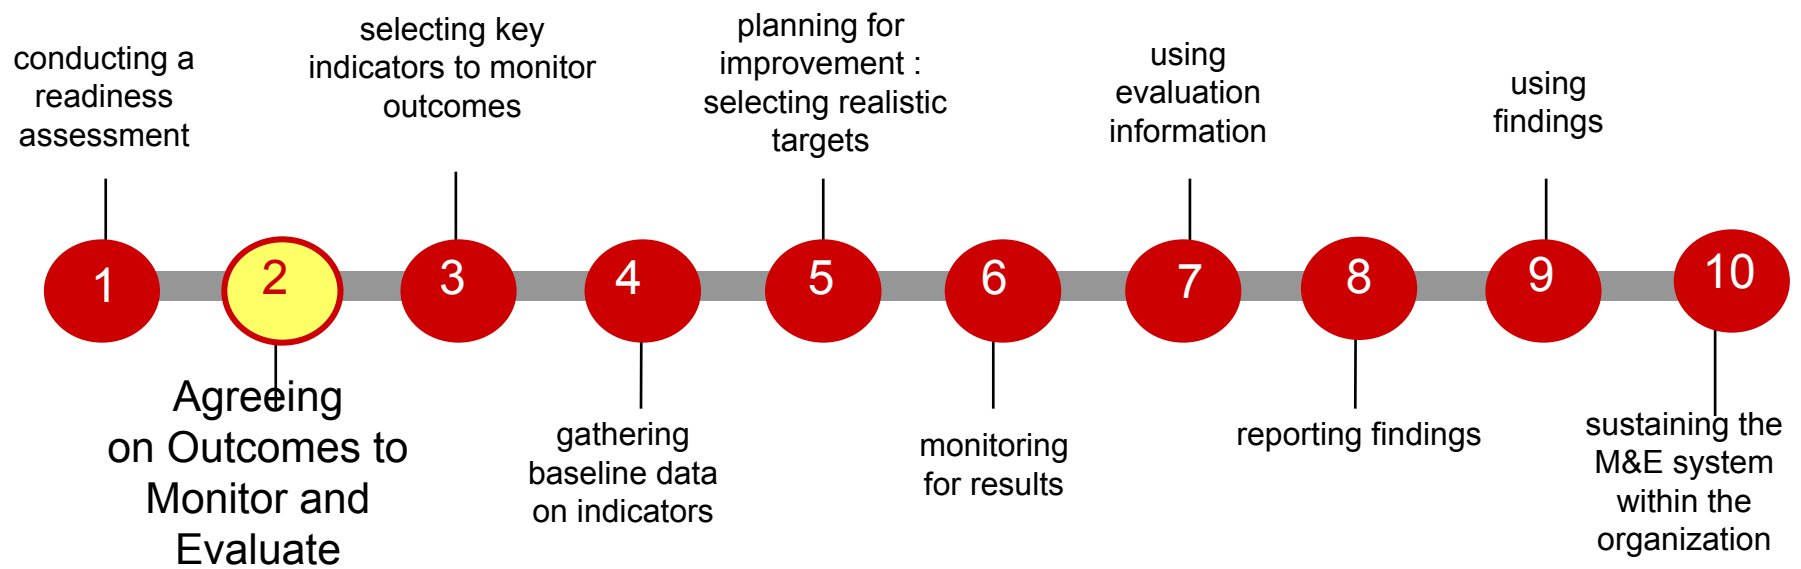 conducting a
readiness
assessment
selecting key
indicators to monitor
outcomes
planning for
improvement :
selecting realistic
targets
using
evaluation
information
using
findings
1
2
3
4
5
6
7
8
9
10
Agreeing
on Outcomes to
Monitor and
Evaluate
gathering
baseline data
on indicators
monitoring
for results
reporting findings
sustaining the
M&E system
within the
organization